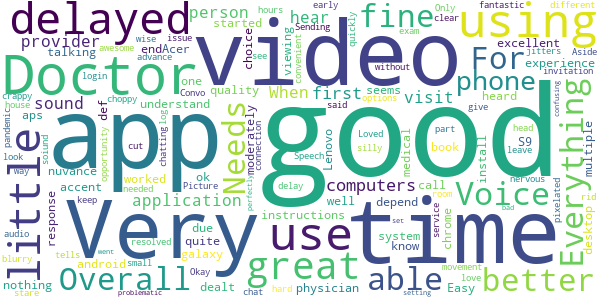 delayed
video
using
Doctor
app
good
Very
time
little
Overall
use
great
able
better
Voice
Everything
Needs
phone
For
fine
person
provider
talking
end
Acer
wise
issue
hours
early
Only
clear
fantastic
different
started
hear
Sending
awesome
advance
choice
viewing
convenient
quickly
exam
excellent
Aside
jitters
see
without
experience
invitation
login
crappy
house
sound
one
quality
When
first
seems
visit
heard
options
said
give
multiple
confusing
pandemic
choppy
aps
understand
def
opportunity
Convo
cut
chatting
log
moderately
connection
Speech
Lenovo
Loved
silly
part
medical
book
install
S9
head
leave
look
way
soiund
nuvance
accent
worked
ok
needed
Picture
perfectly
delay
computers
call
nervous
room
pixelated
desktop
rid
response
keep
application
due
instructions
well
depend
chrome
service
audio
blurry
resolved
went
android
quite
galaxy
system
know
set
bad
movement
love
Easy
nothing
stare
tells
small
problematic
Okay
dealt
chat
hard
physician
setting